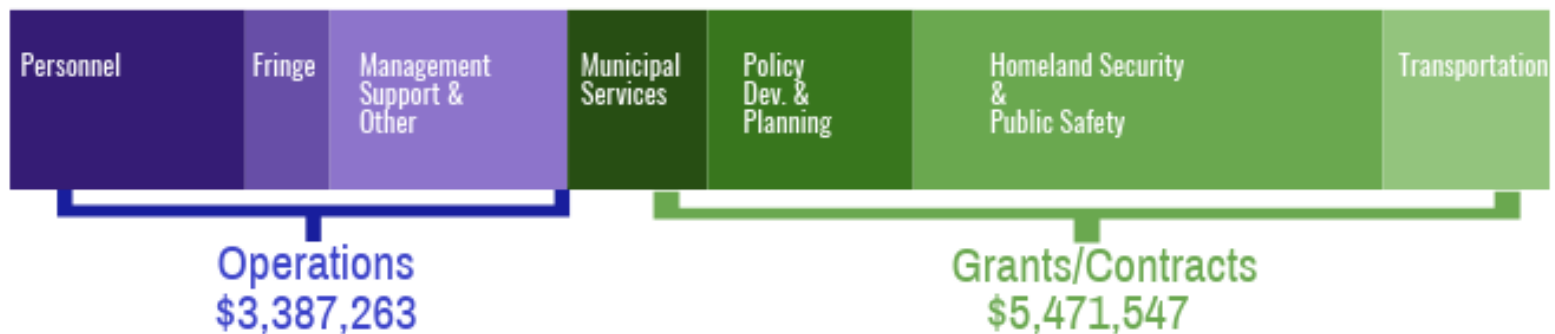 Personnel
Fringe
Management
Support &
Other
Municipal
Services
Policy
Dev. &
Planning
Homeland Security
&
Public Safety
Transportation
Operations
$3,387,263
Grants/Contracts
$5,471,547